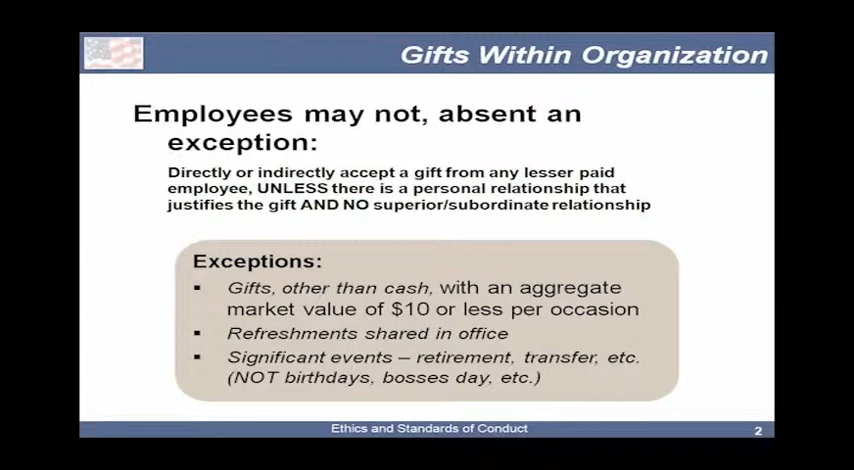 Gifts Within Organization
Employees may not, absent an
exception:
Directly or indirectly accept a gift from any lesser paid
employee, UNLESS there is a personal relationship that
justifies the gift AND NO superior/subordinate relationship
Exceptions:
▪ Gifts, other than cash, with an aggregate
market value of $10 or less per occasion
▪ Refreshments shared in office
▪ Significant events – retirement, transfer, etc.
(NOT birthdays, bosses day, etc.)
Ethics and Standards of Conduct
2